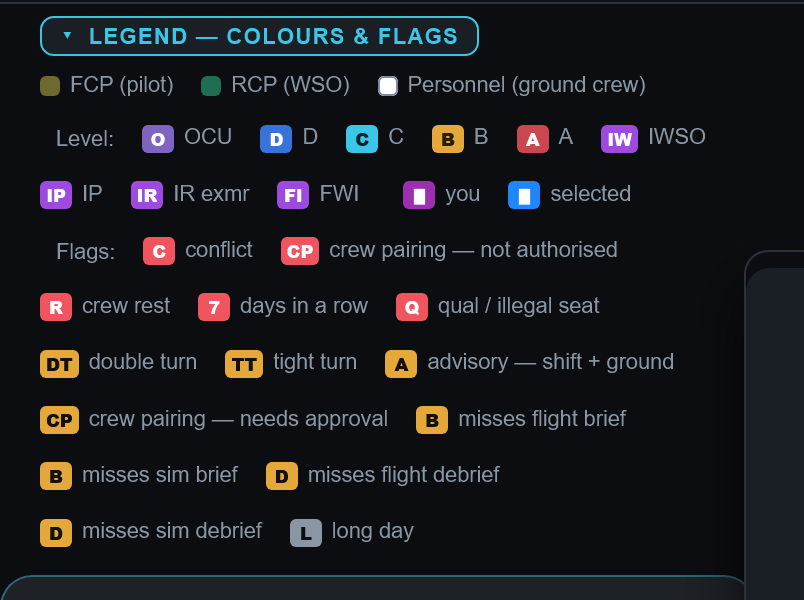 ▼ LEGEND — COLOURS & FLAGS
FCP (pilot) RCP (WSO) Personnel (ground crew)
Level: O OCU D D C C B B A A IW IWSO
IP IP IR IR exmr FI FWI you selected
Flags: C conflict CP crew pairing — not authorised
R crew rest 7 days in a row Q qual / illegal seat
DT double turn TT tight turn A advisory — shift + ground
CP crew pairing — needs approval B misses flight brief
B misses sim brief D misses flight debrief
D misses sim debrief L long day